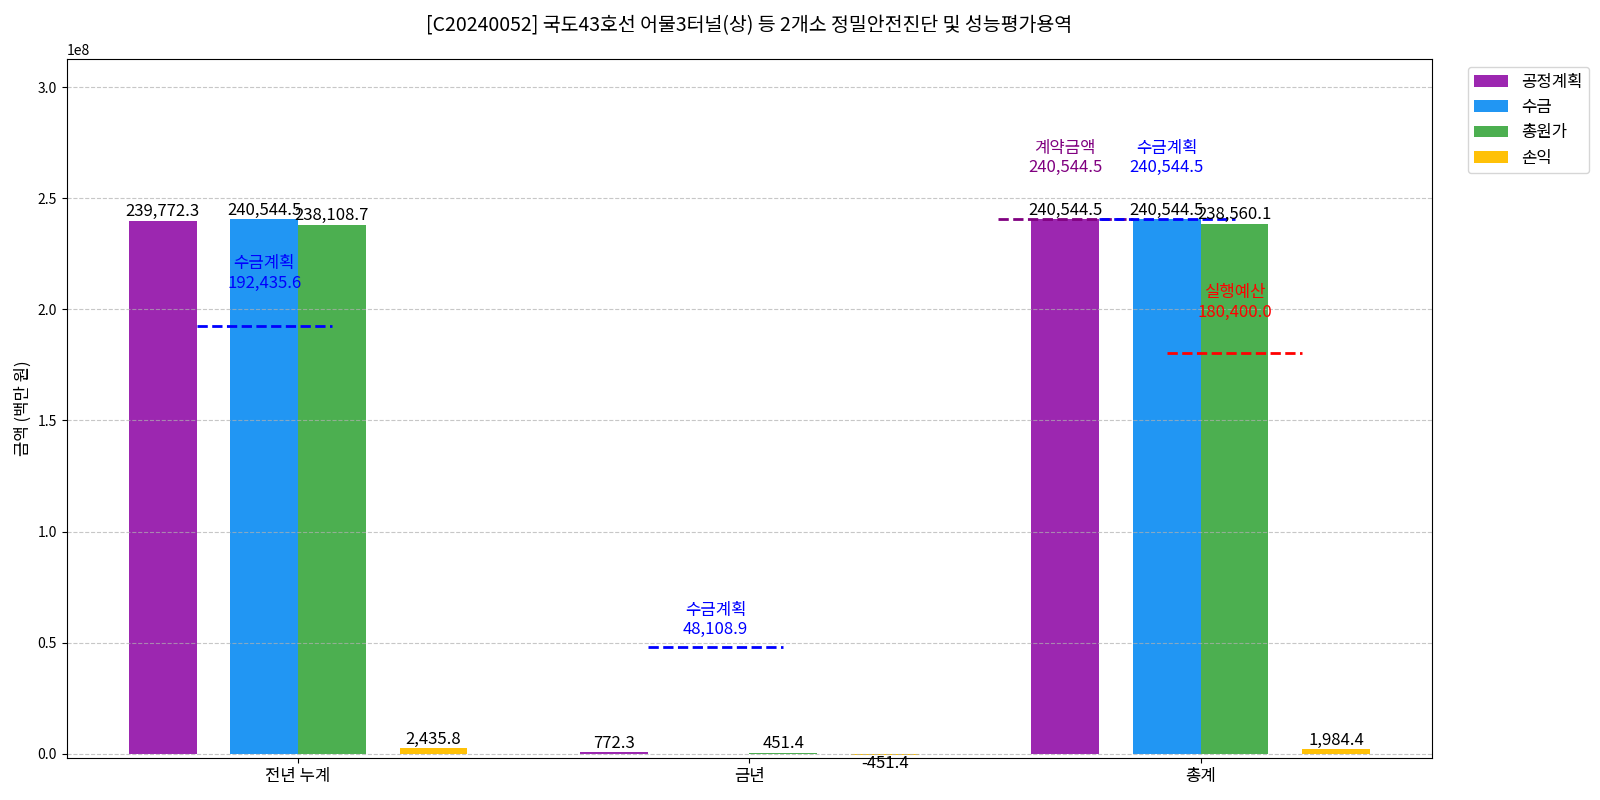 [C20240052] 국도43호선 어물3터널(상) 등 2개소 정밀안전진단 및 성능평가용역
1e8
3.0
2.5
2.0
1.5
1.0
0.5
0.0
금액 (백만 원)
239,772.3
240,544.5
238,108.7
수금계획
192,435.6
2,435.8
772.3
수금계획
48,108.9
451.4
-451.4
계약금액
240,544.5
수금계획
240,544.5
240,544.5
240,544.5
238,560.1
실행예산
180,400.0
1,984.4
전년 누계
금년
총계
공정계획
수금
총원가
손익